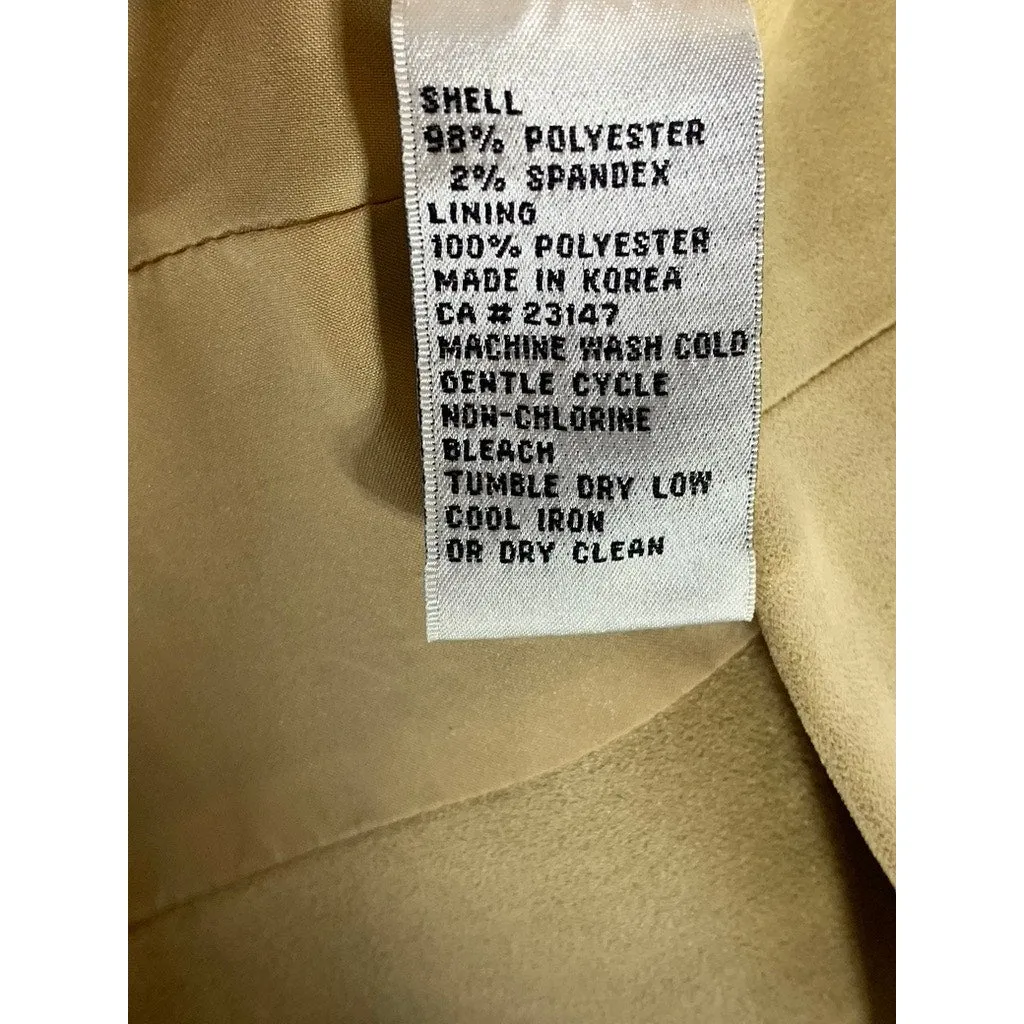 SHELL
98% POLYESTER
2% SPANDEX
LINING
100% POLYESTER
MADE IN KOREA
CA # 23147
MACHINE WASH COLD
GENTLE CYCLE
NON-CHLORINE
BLEACH
TUMBLE DRY LOW
COOL IRON
OR DRY CLEAN